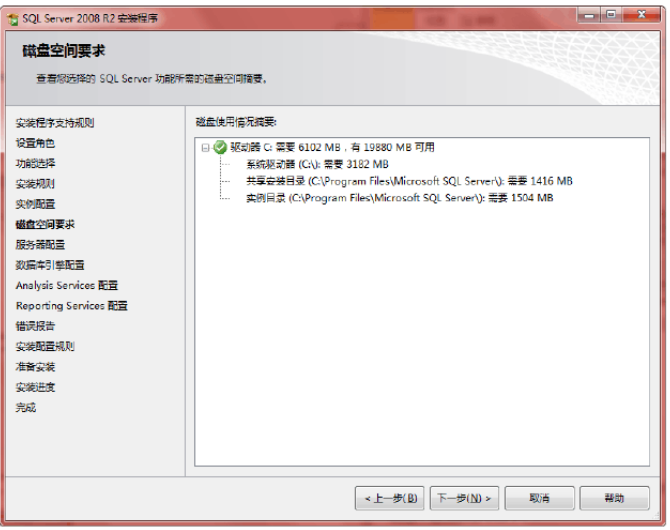 SQL Server 2008 R2 安装程序
磁盘空间要求
查看您选择的 SQL Server 功能所需的磁盘空间摘要。
安装程序支持规则
设置角色
功能选择
安装规则
实例配置
磁盘空间要求
服务器配置
数据库引擎配置
Analysis Services 配置
Reporting Services 配置
错误报告
安装配置规则
准备安装
安装进度
完成
磁盘使用情况摘要:
驱动器 C: 需要 6102 MB，有 19880 MB 可用
系统驱动器 (C:\): 需要 3182 MB
共享安装目录 (C:\Program Files\Microsoft SQL Server\): 需要 1416 MB
实例目录 (C:\Program Files\Microsoft SQL Server\): 需要 1504 MB
< 上一步(B) 下一步(N) > 取消 帮助